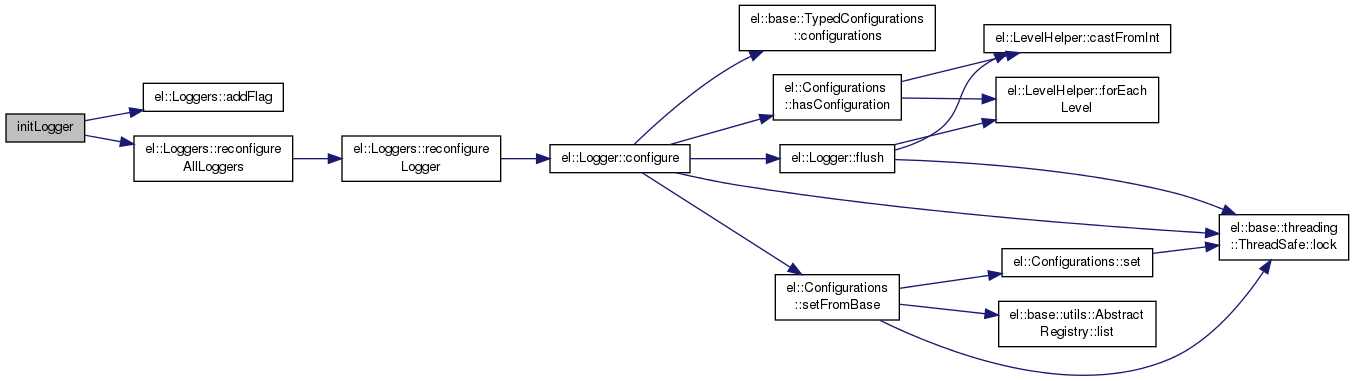 initLogger
el::Loggers::addFlag
el::Loggers::reconfigure
AllLoggers
el::Loggers::reconfigure
Logger
el::Logger::configure
el::base::TypedConfigurations
::configurations
el::Configurations
::hasConfiguration
el::Logger::flush
el::Configurations
::setFromBase
el::LevelHelper::castFromInt
el::LevelHelper::forEach
Level
el::Configurations::set
el::base::utils::Abstract
Registry::list
el::base::threading
::ThreadSafe::lock